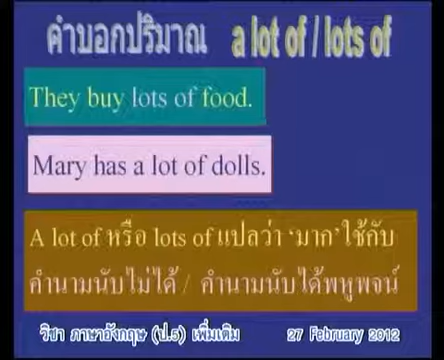 คำบอกปริมาณ a lot of / lots of
They buy lots of food.
Mary has a lot of dolls.
A lot of หรือ lots of แปลว่า ‘มาก’ ใช้กับ
คำนามนับไม่ได้ / คำนามนับได้พหูพจน์
วิชา ภาษาอังกฤษ (ป.5) เพิ่มเติม 27 February 2012